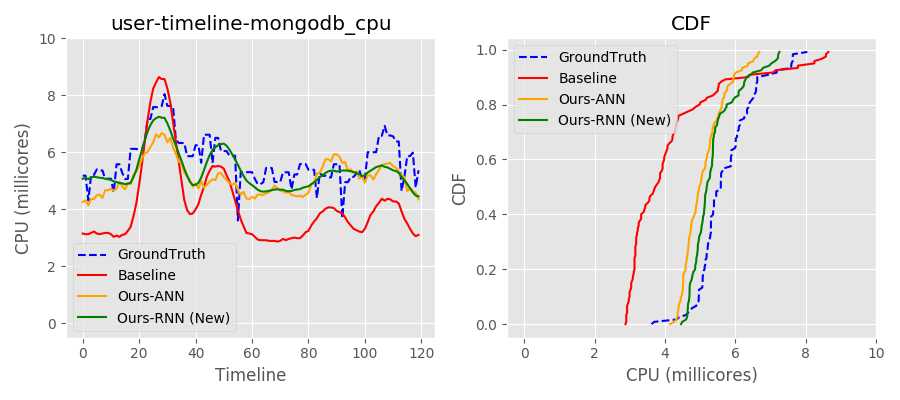 user-timeline-mongodb_cpu
CPU (millicores)
10
8
6
4
2
0
GroundTruth
Baseline
Ours-ANN
Ours-RNN (New)
0 20 40 60 80 100 120
Timeline
CDF
CDF
1.0
0.8
0.6
0.4
0.2
0.0
GroundTruth
Baseline
Ours-ANN
Ours-RNN (New)
0 2 4 6 8 10
CPU (millicores)